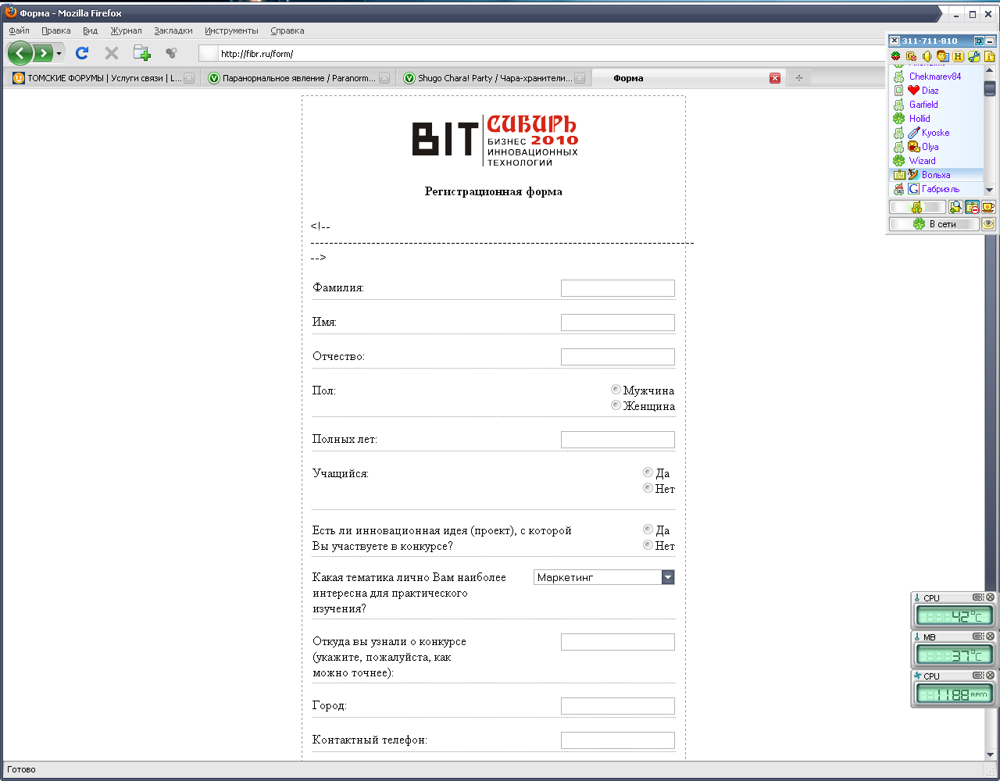 Форма - Mozilla Firefox
Файл Правка Вид Журнал Закладки Инструменты Справка
http://fibr.ru/form/
ТОМСКИЕ ФОРУМЫ | Услуги связи | L...
Паранормальное явление / Paranorm...
Shugo Chara! Party / Чара-хранители...
Форма
BIT
СИБИРЬ
БИЗНЕС 2010
ИННОВАЦИОННЫХ
ТЕХНОЛОГИЙ
Регистрационная форма
<!--
-->
Фамилия:
Имя:
Отчество:
Пол:
Мужчина
Женщина
Полных лет:
Учащийся:
Да
Нет
Есть ли инновационная идея (проект), с которой
Вы участвуете в конкурсе?
Да
Нет
Какая тематика лично Вам наиболее
интересна для практического
изучения?
Маркетинг
Откуда вы узнали о конкурсе
(укажите, пожалуйста, как
можно точнее):
Город:
Контактный телефон:
Готово
311-711-810
Chekmarev84
Diaz
Garfield
Hollid
Kyoske
Olya
Wizard
Вольха
Габриэль
В сети
CPU
42°C
MB
37°C
CPU
1188 RPM